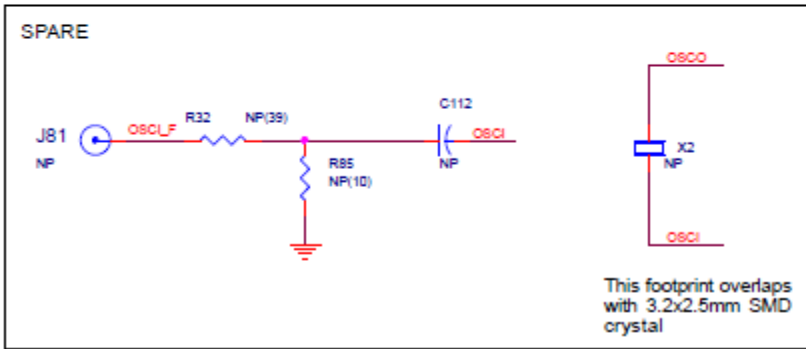 SPARE
J81
NP
OSCI_F
R32
NP(39)
R85
NP(10)
C112
NP
OSCI
OSCO
X2
NP
OSCI
This footprint overlaps
with 3.2x2.5mm SMD
crystal